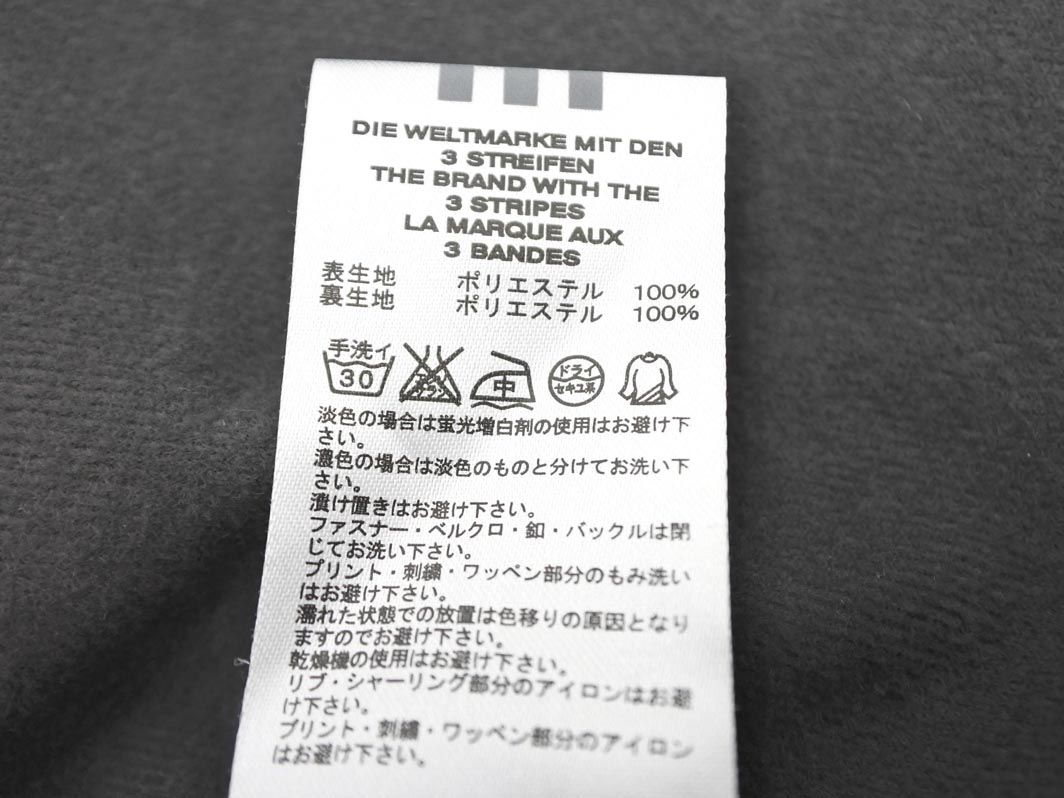 DIE WELTMARKE MIT DEN
3 STREIFEN
THE BRAND WITH THE
3 STRIPES
LA MARQUE AUX
3 BANDES
表生地 ポリエステル 100%
裏生地 ポリエステル 100%
手洗イ
30
中
ドライ
セキユ系
淡色の場合は蛍光増白剤の使用はお避け下
さい。
濃色の場合は淡色のものと分けてお洗い下
さい。
漬け置きはお避け下さい。
ファスナー・ベルクロ・釦・バックルは閉
じてお洗い下さい。
プリント・刺繍・ワッペン部分のもみ洗い
はお避け下さい。
濡れた状態での放置は色移りの原因となり
ますのでお避け下さい。
乾燥機の使用はお避け下さい。
リブ・シャーリング部分のアイロンはお避
け下さい。
プリント・刺繍・ワッペン部分のアイロン
はお避け下さい。